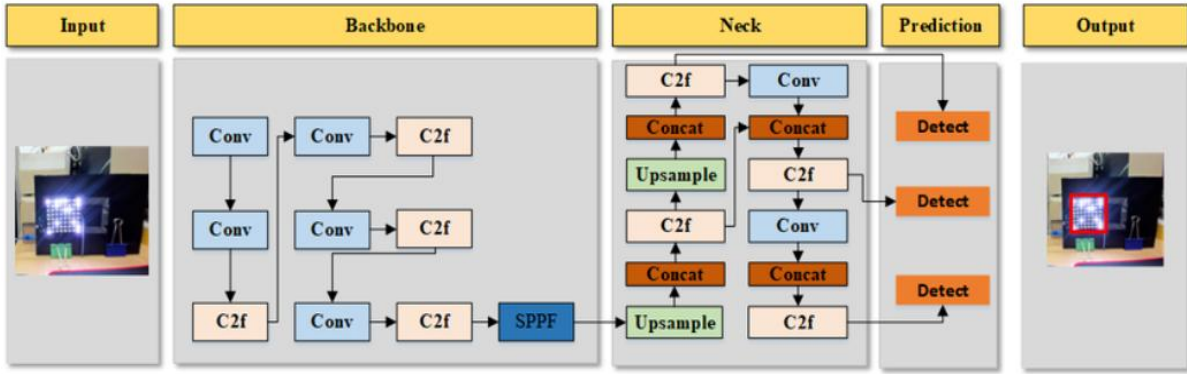 Input
Backbone
Neck
Prediction
Output
Conv
Conv
C2f
Conv
C2f
Conv
C2f
Conv
C2f
SPPF
C2f
Concat
Upsample
C2f
Concat
Upsample
Conv
Concat
C2f
Conv
Concat
C2f
Detect
Detect
Detect